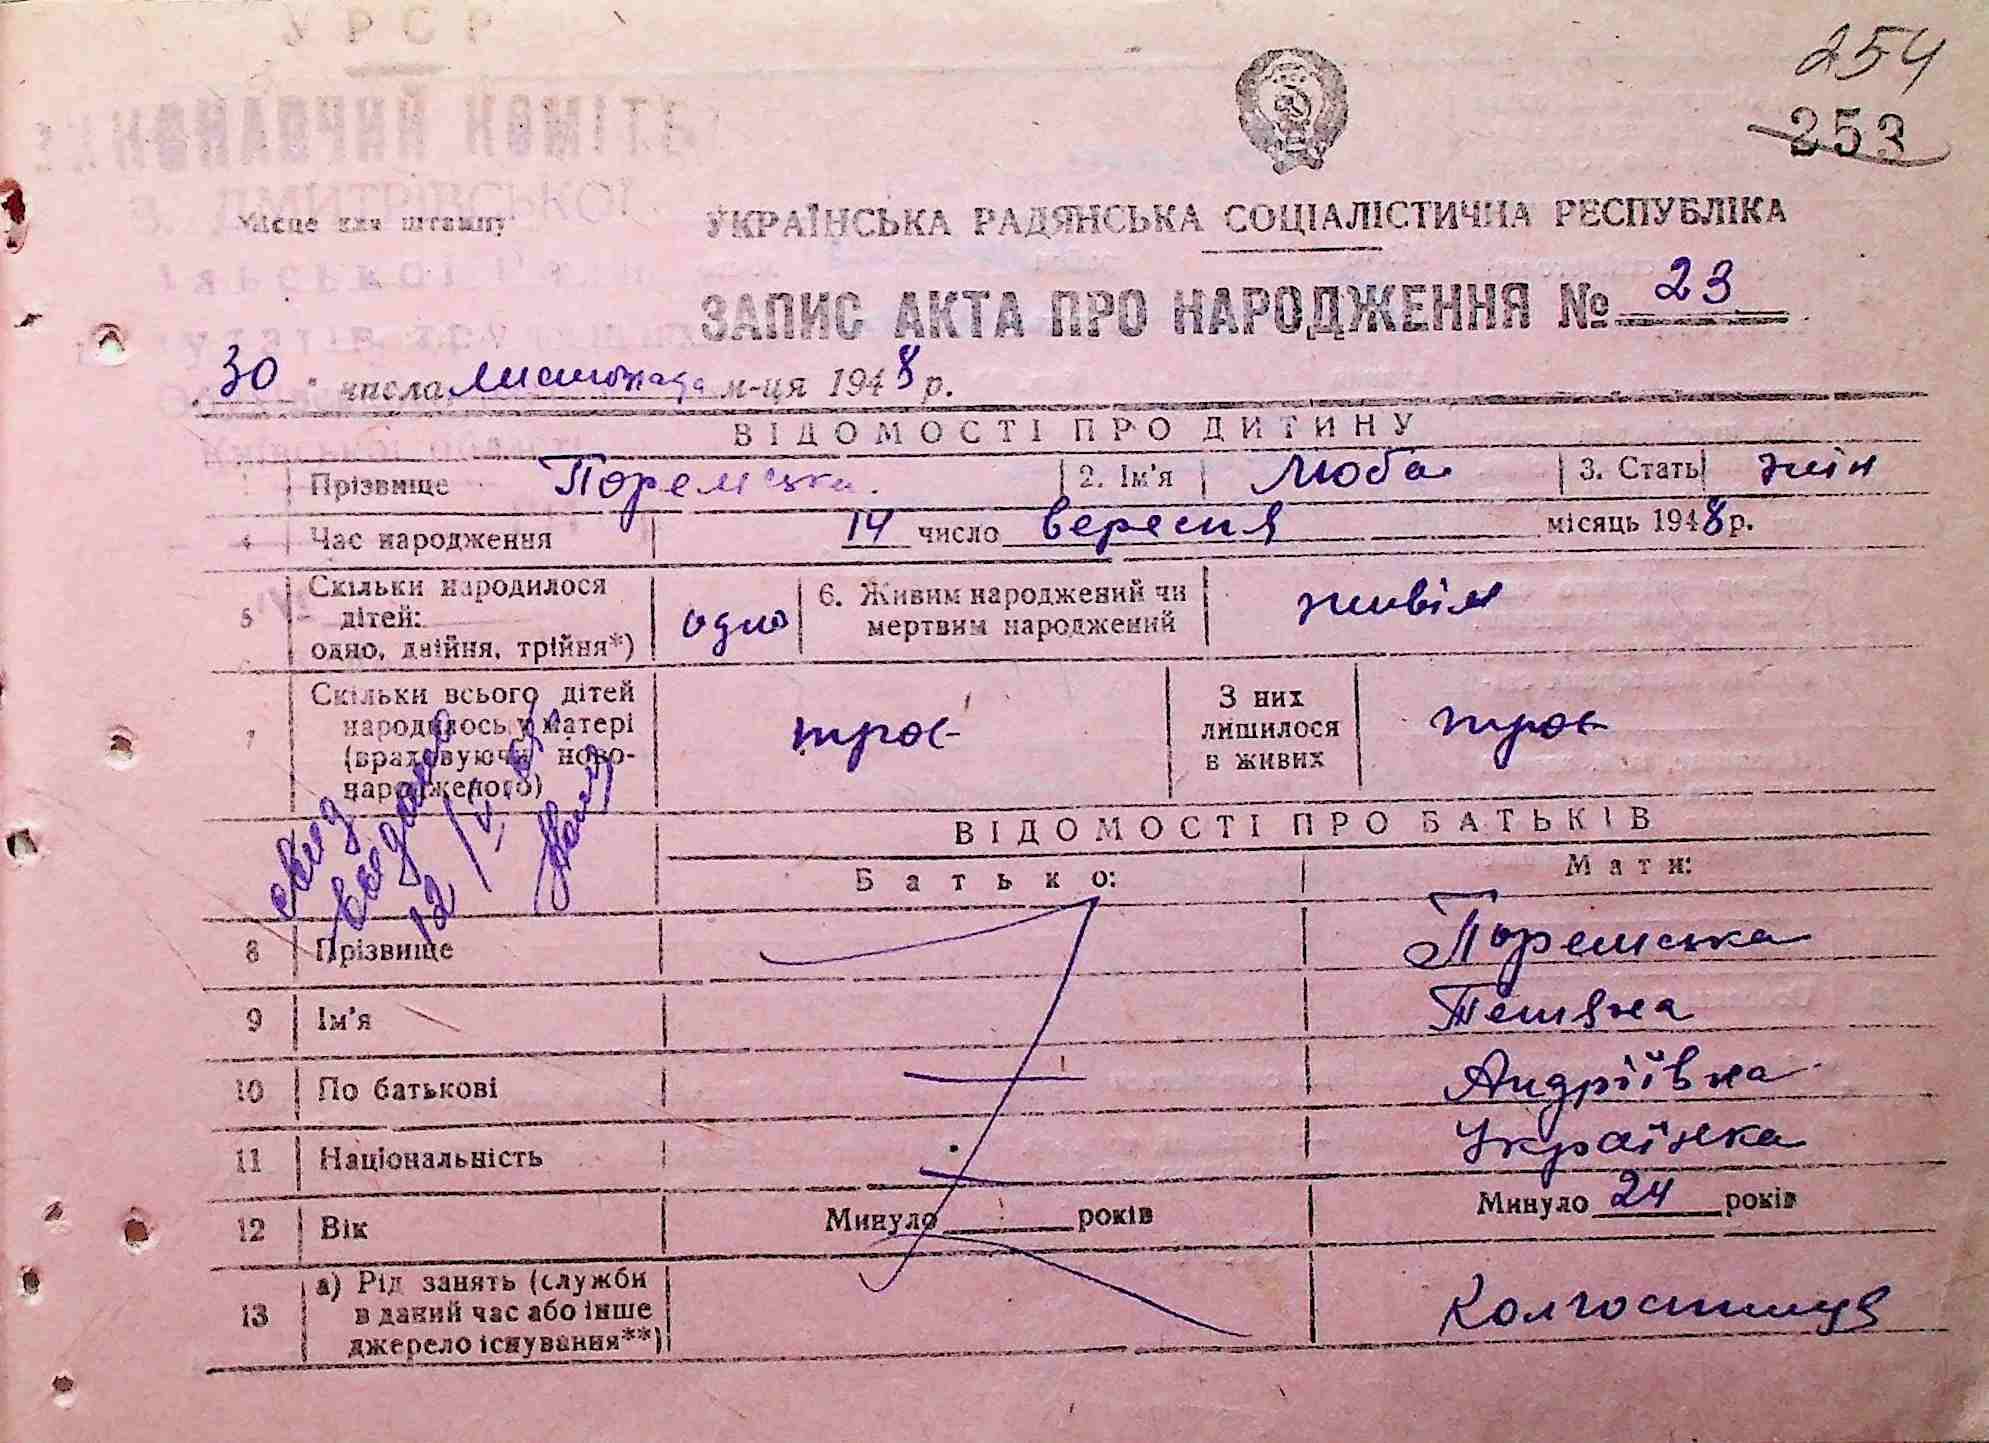 254
253
Місце для штампу
УКРАЇНСЬКА РАДЯНСЬКА СОЦІАЛІСТИЧНА РЕСПУБЛІКА
ЗАПИС АКТА ПРО НАРОДЖЕННЯ № 23
30 числа листопада м-ця 1948 р.
ВІДОМОСТІ ПРО ДИТИНУ
Прізвище Поремська 2. Ім'я Люба 3. Стать жін
4 Час народження 14 число вересня місяць 1948 р.
5 Скільки народилося дітей: одно, двійня, трійня*) одно 6. Живим народжений чи мертвим народжений живім
7 Скільки всього дітей народилось у матері (враховуючи новонародженого) троє З них лишилося в живих троє
ВІДОМОСТІ ПРО БАТЬКІВ
Батько: Мати:
8 Прізвище Поремська
9 Ім'я Тетяна
10 По батькові Андріївна
11 Національність Українка
12 Вік Минуло років Минуло 24 років
13 а) Рід занять (служби в даний час або інше джерело існування**) Колгоспниця